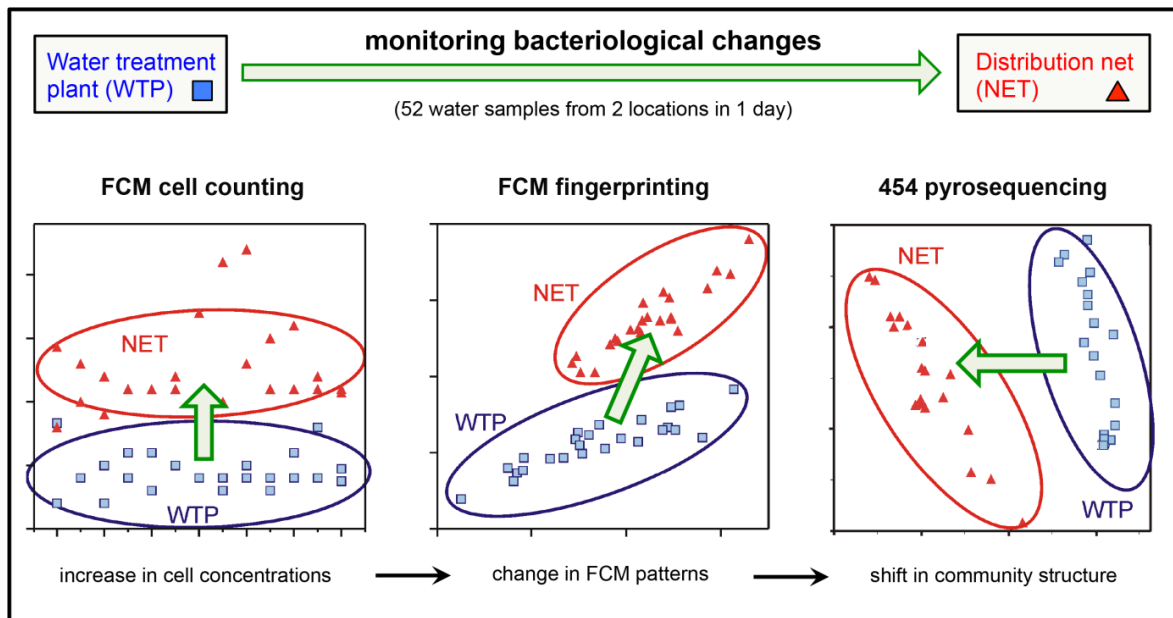 monitoring bacteriological changes
Water treatment
plant (WTP)
Distribution net
(NET)
(52 water samples from 2 locations in 1 day)
FCM cell counting
FCM fingerprinting
454 pyrosequencing
NET
WTP
NET
WTP
NET
WTP
increase in cell concentrations
change in FCM patterns
shift in community structure